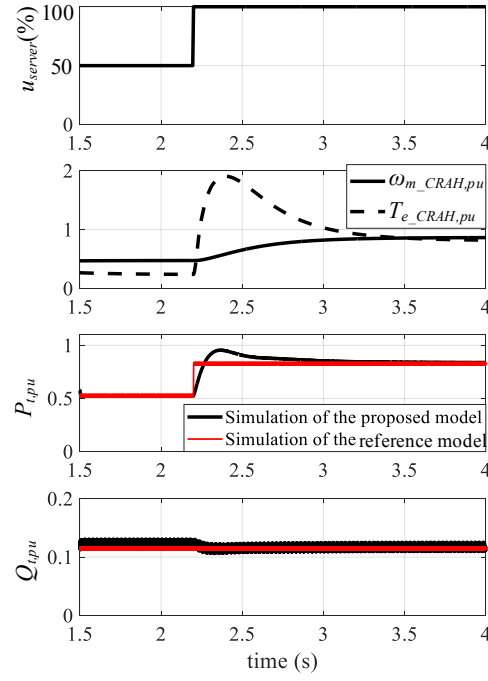 u_server(%)
100
50
0
1.5 2 2.5 3 3.5 4
2
1
0
ω_m_CRAH,pu
T_e_CRAH,pu
1.5 2 2.5 3 3.5 4
P_t,pu
1
0.5
0
Simulation of the proposed model
Simulation of the reference model
1.5 2 2.5 3 3.5 4
Q_t,pu
0.2
0.1
0
1.5 2 2.5 3 3.5 4
time (s)